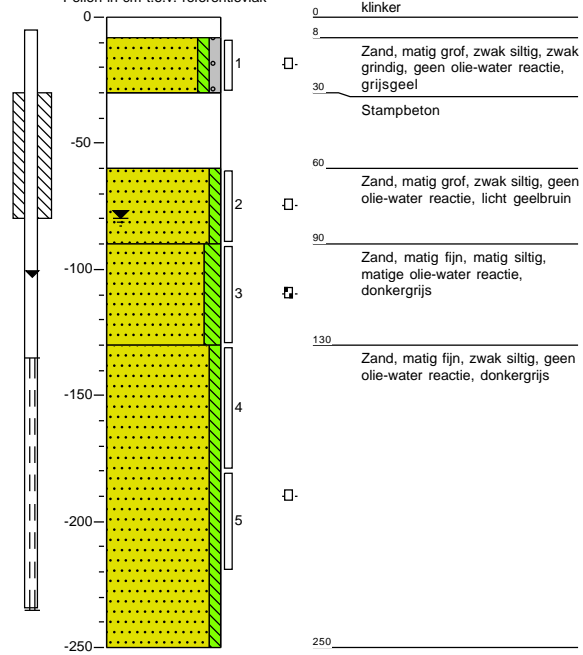 Peilen in cm t.o.v. referentievlak
0
0
klinker
8
Zand, matig grof, zwak siltig, zwak
grindig, geen olie-water reactie,
grijsgeel
1
30
Stampbeton
-50
60
Zand, matig grof, zwak siltig, geen
olie-water reactie, licht geelbruin
2
90
Zand, matig fijn, matig siltig,
matige olie-water reactie,
donkergrijs
-100
3
130
Zand, matig fijn, zwak siltig, geen
olie-water reactie, donkergrijs
-150
4
-200
5
-250
250